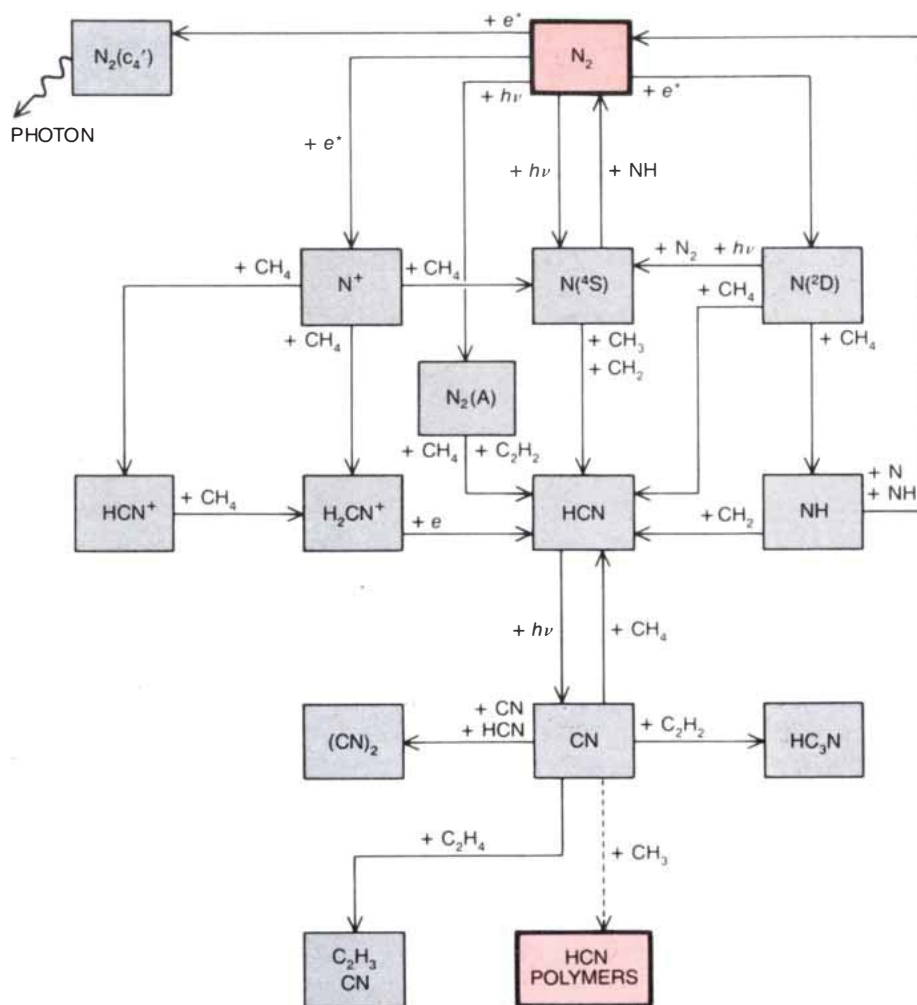 + e*
N₂(c₄′)
N₂
PHOTON
+ hν
+ e*
+ e*
+ hν
+ NH
+ CH₄
N⁺
+ CH₄
N(⁴S)
+ N₂
+ hν
N(²D)
+ CH₄
+ CH₄
+ CH₃
+ CH₂
+ CH₄
N₂(A)
+ CH₄
+ C₂H₂
HCN⁺
+ CH₄
H₂CN⁺
+ e
HCN
+ CH₂
NH
+ N
+ NH
+ hν
+ CH₄
(CN)₂
+ CN
+ HCN
CN
+ C₂H₂
HC₃N
+ C₂H₄
+ CH₃
C₂H₃
CN
HCN
POLYMERS